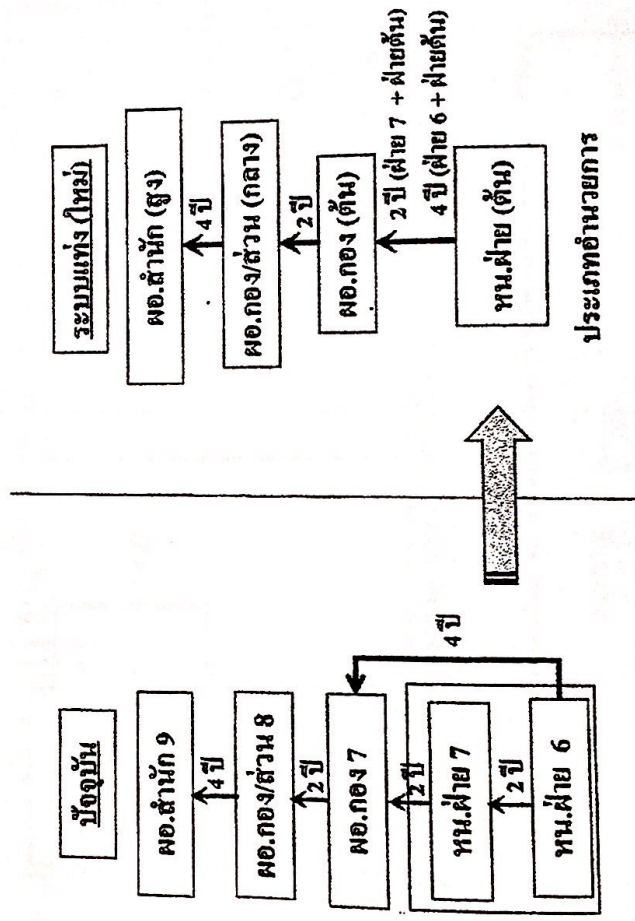 ปัจจุบัน
ผอ.สำนัก 9
4 ปี
ผอ.กอง/ส่วน 8
2 ปี
ผอ.กอง 7
2 ปี
4 ปี
หน.ฝ่าย 7
2 ปี
หน.ฝ่าย 6
ระบบแท่ง (ใหม่)
ผอ.สำนัก (สูง)
4 ปี
ผอ.กอง/ส่วน (กลาง)
2 ปี
ผอ.กอง (ต้น)
2 ปี (ฝ่าย 7 + ฝ่ายต้น)
4 ปี (ฝ่าย 6 + ฝ่ายต้น)
หน.ฝ่าย (ต้น)
ประเภทอำนวยการ